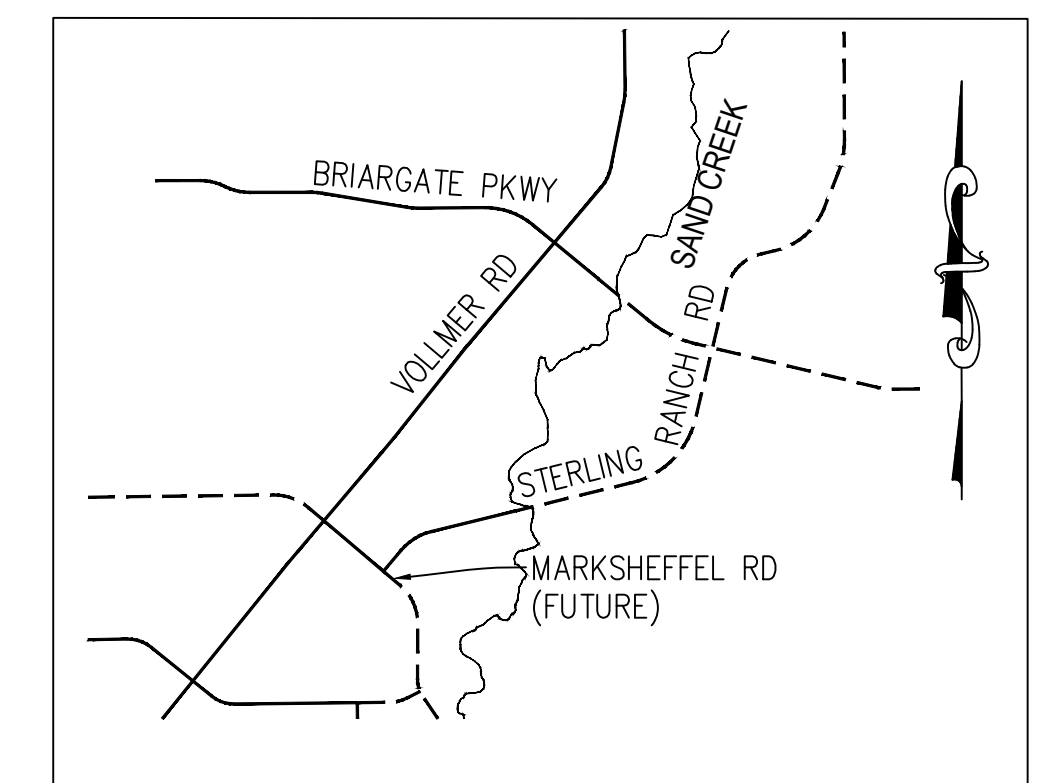 BRIARGATE PKWY
SAND CREEK
VOLLMER RD
STERLING RANCH RD
MARKSHEFFEL RD
(FUTURE)